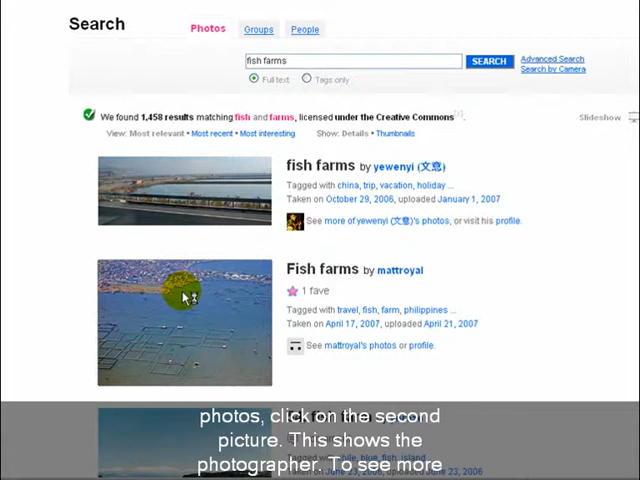 Search
Photos Groups People
fish farms
SEARCH
Advanced Search
Search by Camera
Full text Tags only
We found 1,458 results matching fish and farms, licensed under the Creative Commons
Slideshow
View: Most relevant • Most recent • Most interesting Show: Details • Thumbnails
fish farms by yewenyi (文意)
Tagged with china, trip, vacation, holiday ...
Taken on October 29, 2006, uploaded January 1, 2007
See more of yewenyi (文意)'s photos, or visit his profile.
Fish farms by mattroyal
1 fave
Tagged with travel, fish, farm, philippines ...
Taken on April 17, 2007, uploaded April 21, 2007
See mattroyal's photos or profile.
photos, click on the second
picture. This shows the
photographer. To see more